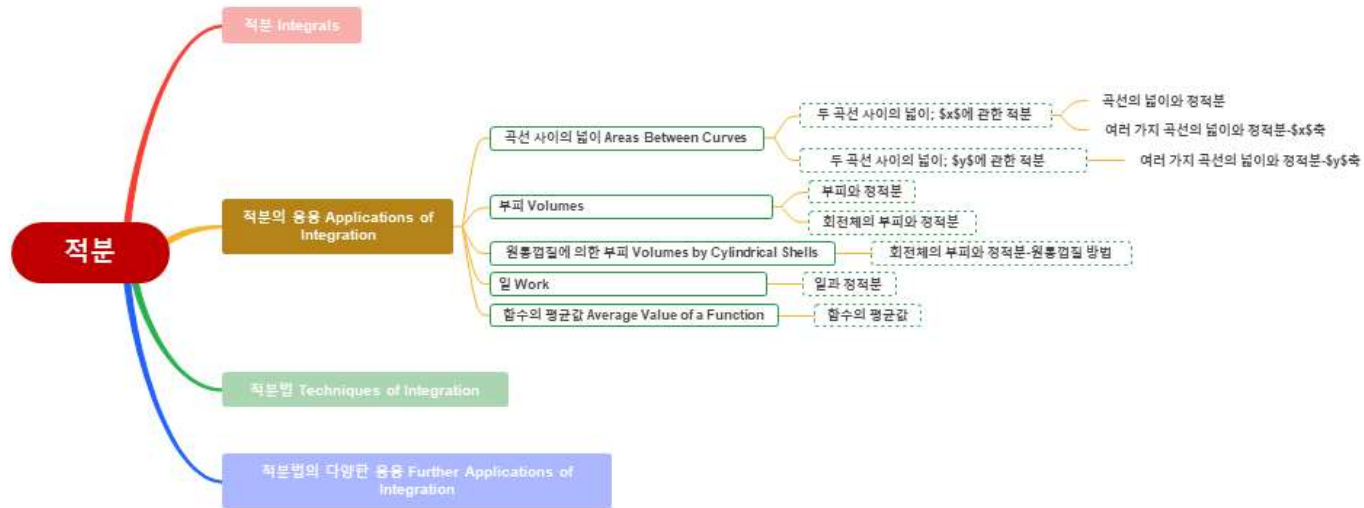 적분
적분 Integrals
적분의 응용 Applications of
Integration
곡선 사이의 넓이 Areas Between Curves
두 곡선 사이의 넓이; $x$에 관한 적분
곡선의 넓이와 정적분
여러 가지 곡선의 넓이와 정적분-$x$축
두 곡선 사이의 넓이; $y$에 관한 적분
여러 가지 곡선의 넓이와 정적분-$y$축
부피 Volumes
부피와 정적분
회전체의 부피와 정적분
원통껍질에 의한 부피 Volumes by Cylindrical Shells
회전체의 부피와 정적분-원통껍질 방법
일 Work
일과 정적분
함수의 평균값 Average Value of a Function
함수의 평균값
적분법 Techniques of Integration
적분법의 다양한 응용 Further Applications of
Integration